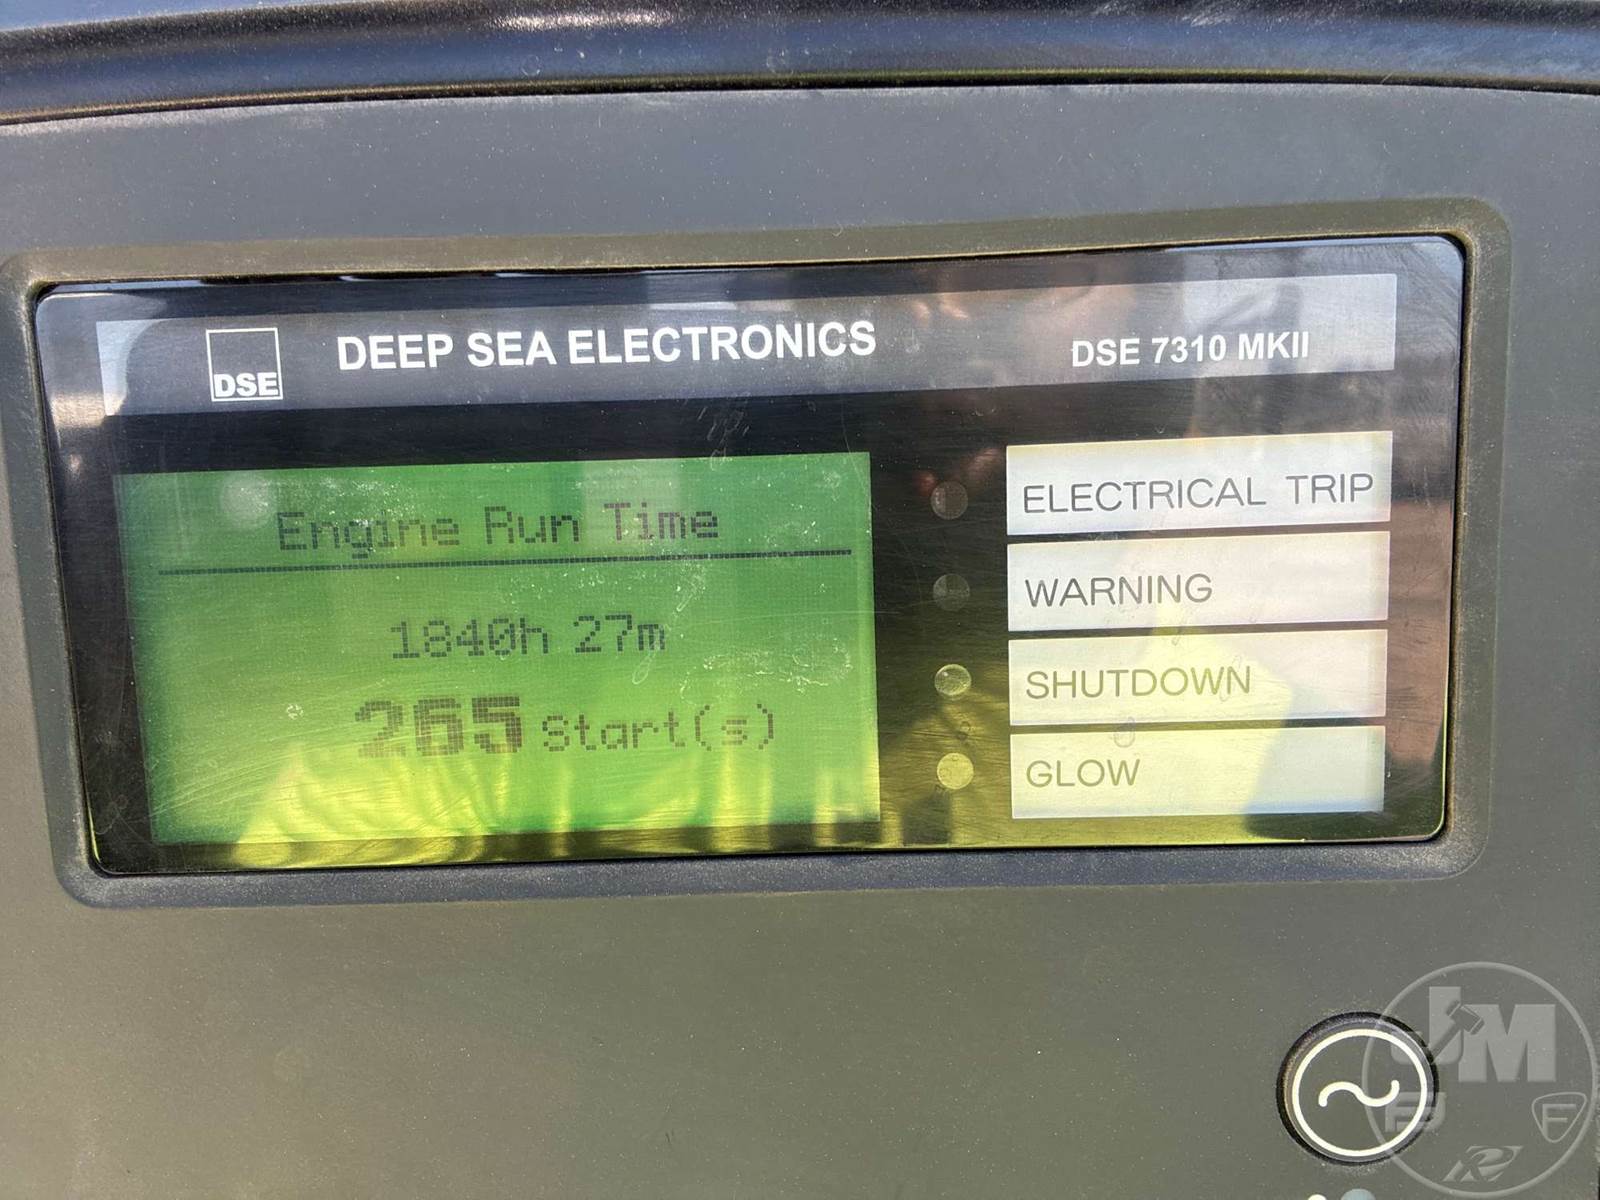 DSE
DEEP SEA ELECTRONICS
DSE 7310 MKII
Engine Run Time
1840h 27m
265 Start(s)
ELECTRICAL TRIP
WARNING
SHUTDOWN
GLOW
JM
F